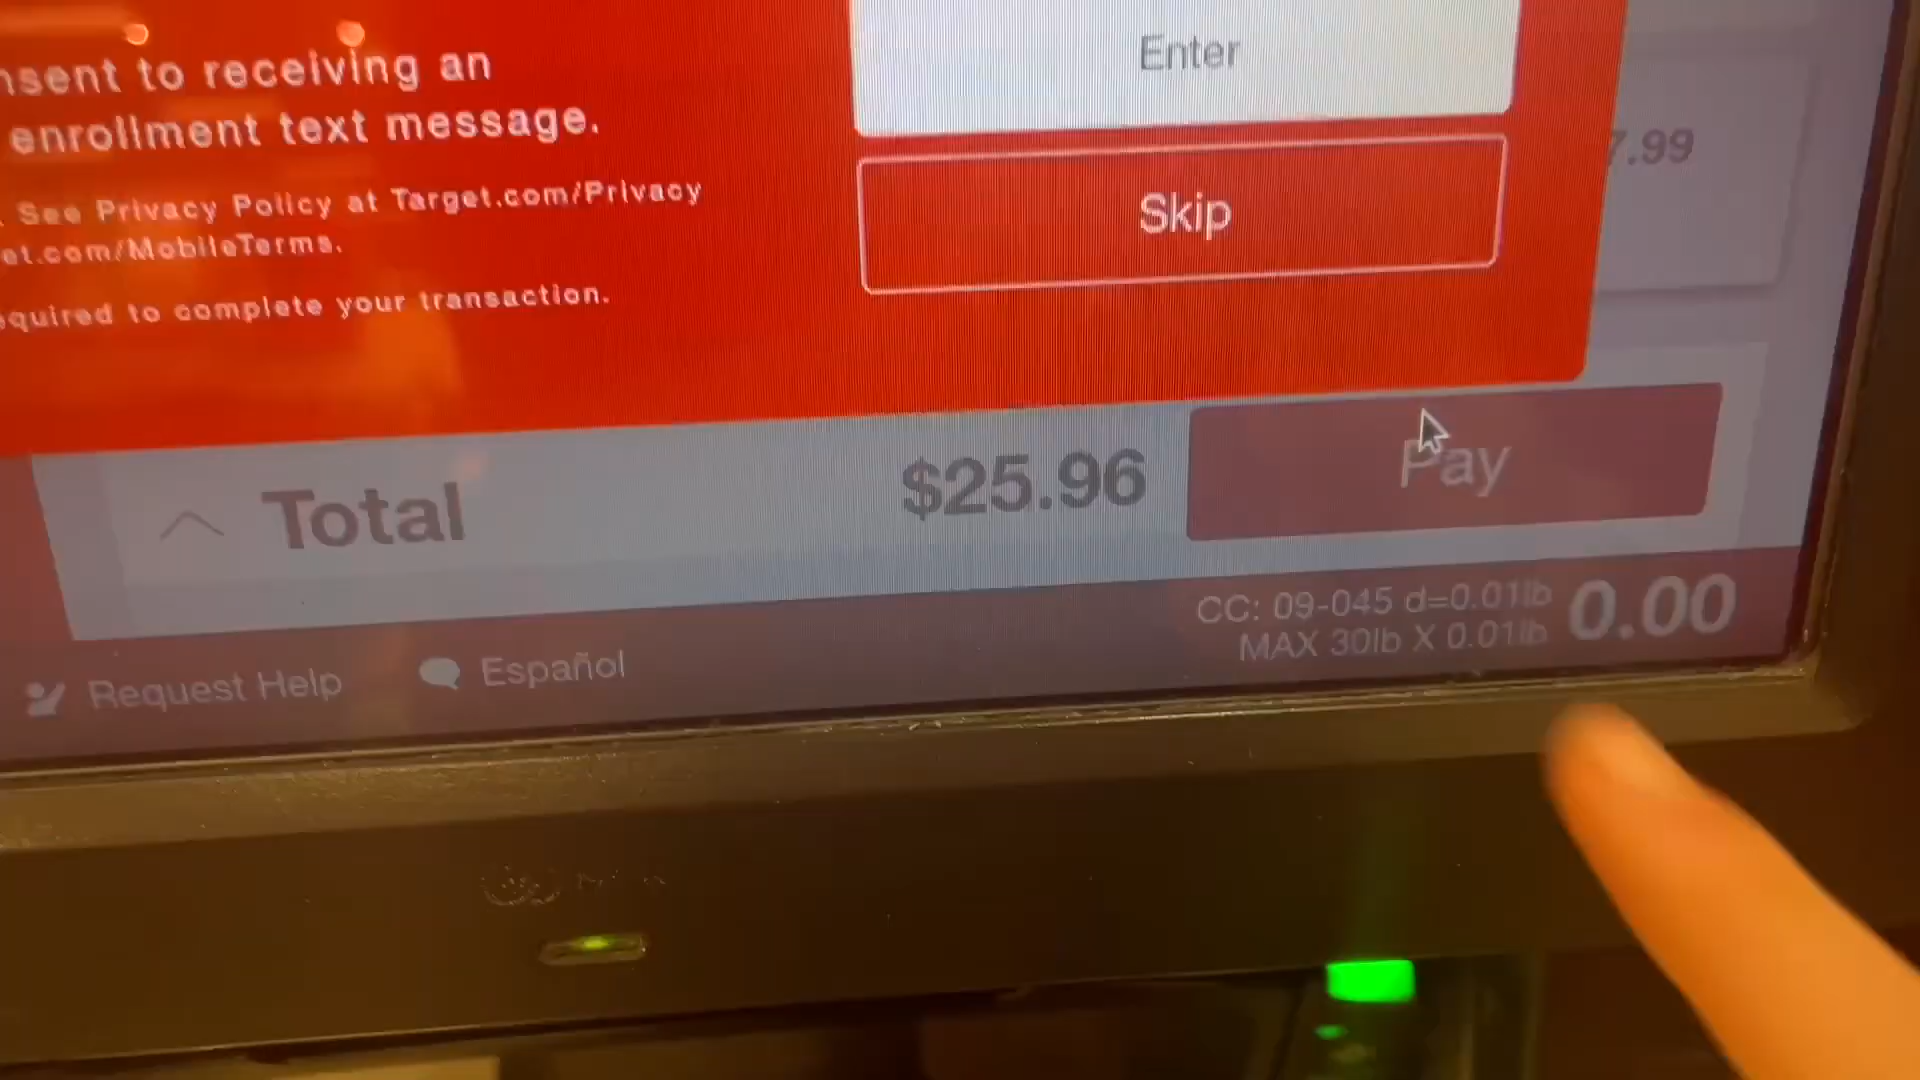 Enter
nsent to receiving an
enrollment text message.
7.99
Skip
. See Privacy Policy at Target.com/Privacy
et.com/MobileTerms.
equired to complete your transaction.
Total
$25.96
Pay
CC: 09-045 d=0.01lb
MAX 30lb X 0.01lb
0.00
Request Help
Español